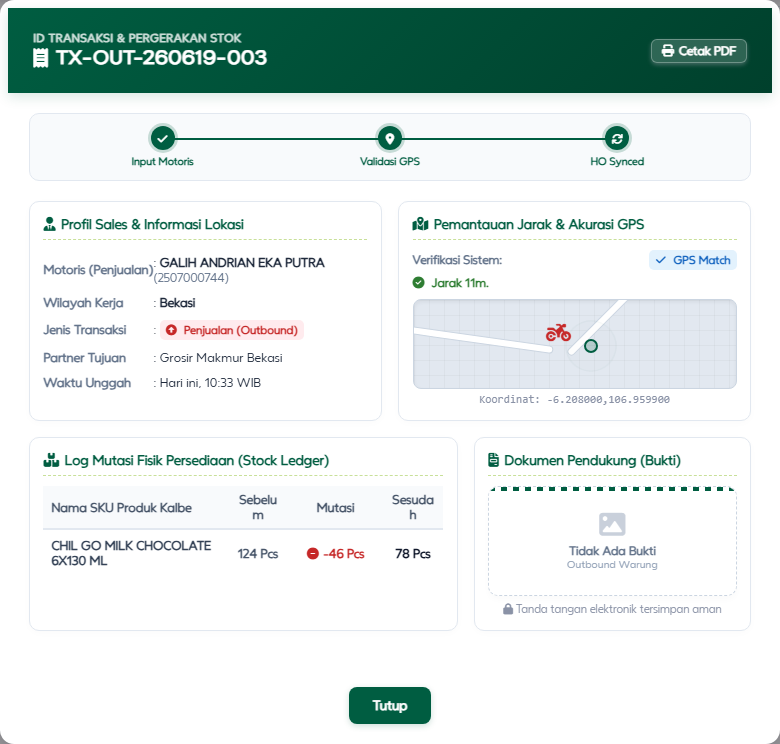 ID TRANSAKSI & PERGERAKAN STOK
TX-OUT-260619-003
Cetak PDF
Input Motoris
Validasi GPS
HO Synced
Profil Sales & Informasi Lokasi
Motoris (Penjualan)
: GALIH ANDRIAN EKA PUTRA
(2507000744)
Wilayah Kerja : Bekasi
Jenis Transaksi : Penjualan (Outbound)
Partner Tujuan : Grosir Makmur Bekasi
Waktu Unggah : Hari ini, 10:33 WIB
Pemantauan Jarak & Akurasi GPS
Verifikasi Sistem: GPS Match
Jarak 11m.
Koordinat: -6.208000,106.959900
Log Mutasi Fisik Persediaan (Stock Ledger)
Nama SKU Produk Kalbe
Sebelu
m
Mutasi
Sesuda
h
CHIL GO MILK CHOCOLATE
6X130 ML
124 Pcs
-46 Pcs
78 Pcs
Dokumen Pendukung (Bukti)
Tidak Ada Bukti
Outbound Warung
Tanda tangan elektronik tersimpan aman
Tutup